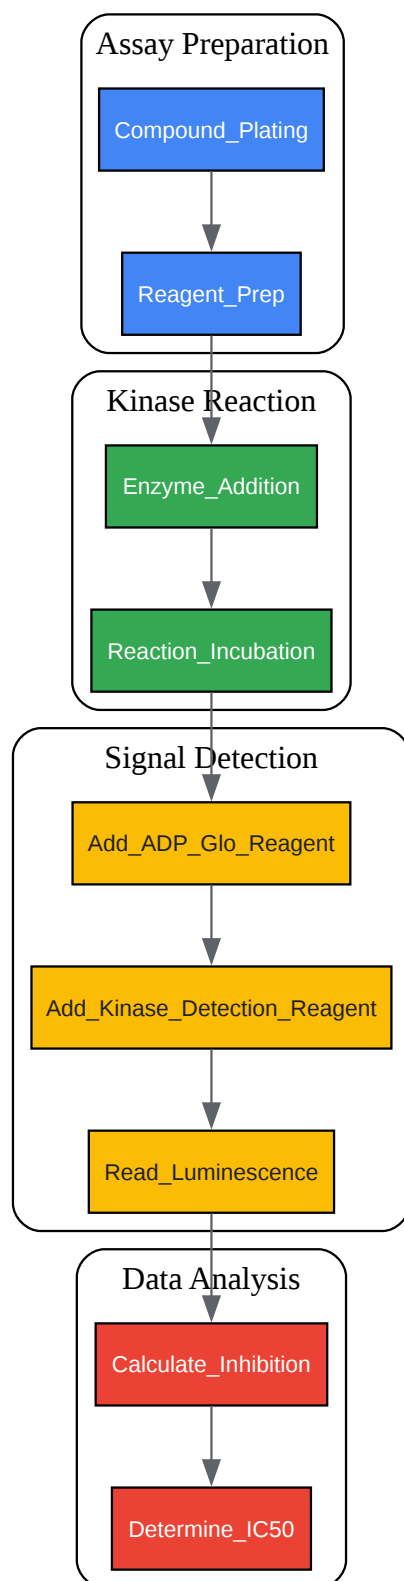 Assay Preparation
Compound_Plating
Reagent_Prep
Kinase Reaction
Enzyme_Addition
Reaction_Incubation
Signal Detection
Add_ADP_Glo_Reagent
Add_Kinase_Detection_Reagent
Read_Luminescence
Data Analysis
Calculate_Inhibition
Determine_IC50